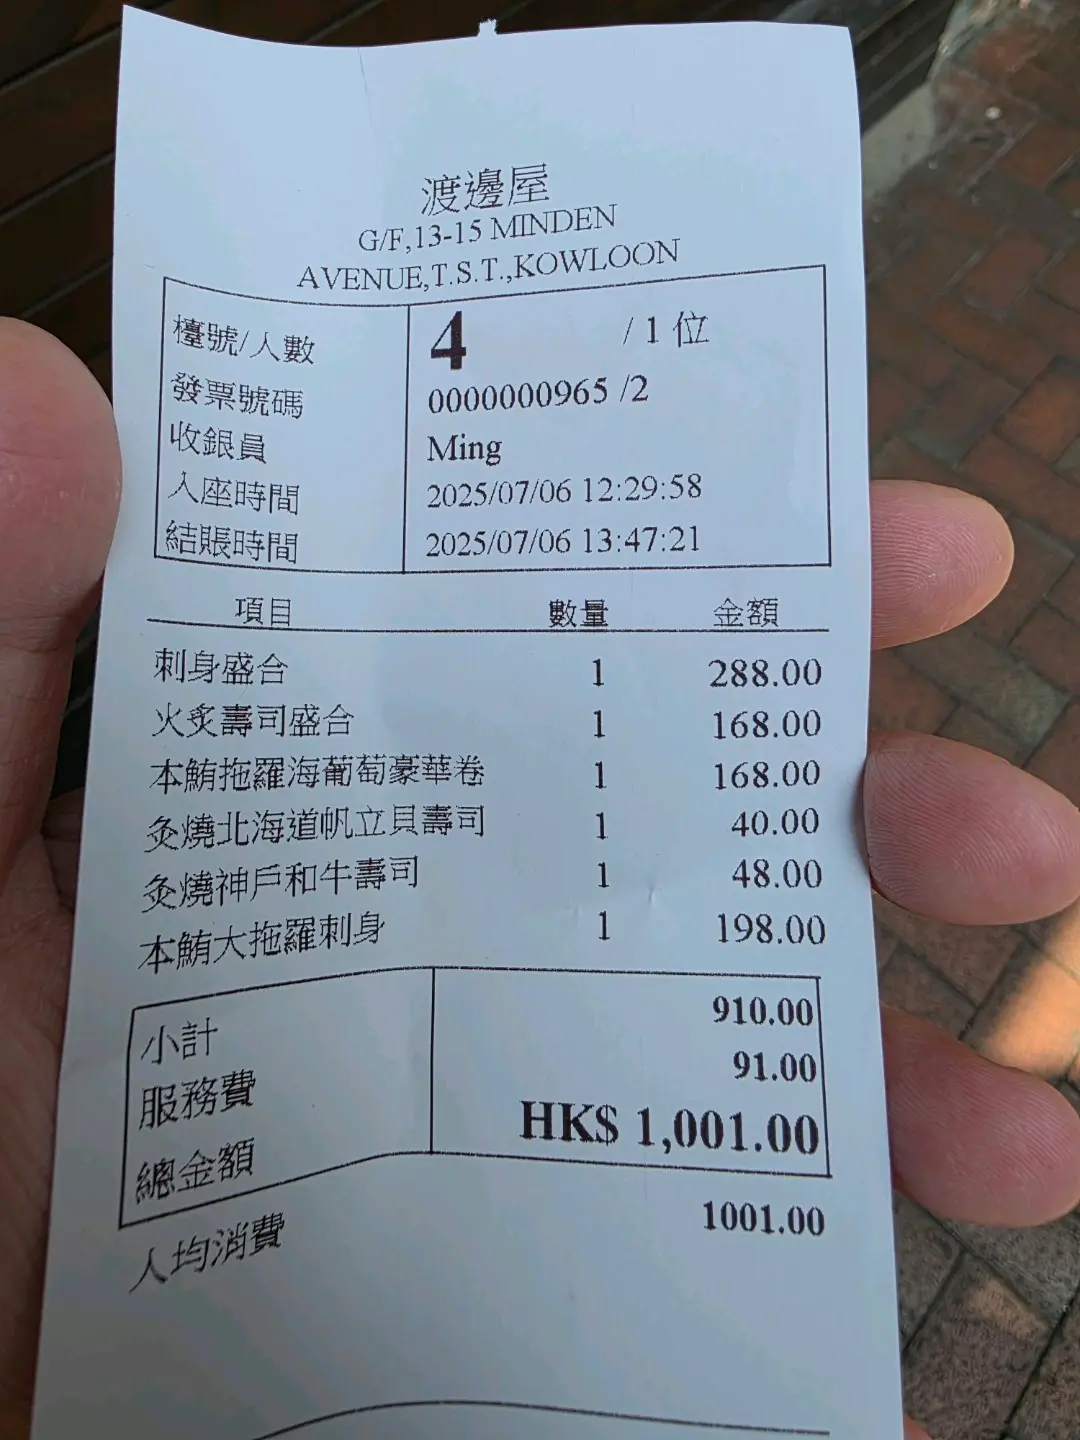 渡邊屋
G/F,13-15 MINDEN
AVENUE,T.S.T.,KOWLOON
檯號/人數 4 / 1 位
發票號碼 0000000965 /2
收銀員 Ming
入座時間 2025/07/06 12:29:58
結賬時間 2025/07/06 13:47:21
項目 數量 金額
刺身盛合 1 288.00
火炙壽司盛合 1 168.00
本鮪拖羅海葡萄豪華卷 1 168.00
炙燒北海道帆立貝壽司 1 40.00
炙燒神戶和牛壽司 1 48.00
本鮪大拖羅刺身 1 198.00
小計 910.00
服務費 91.00
總金額 HK$ 1,001.00
人均消費 1001.00